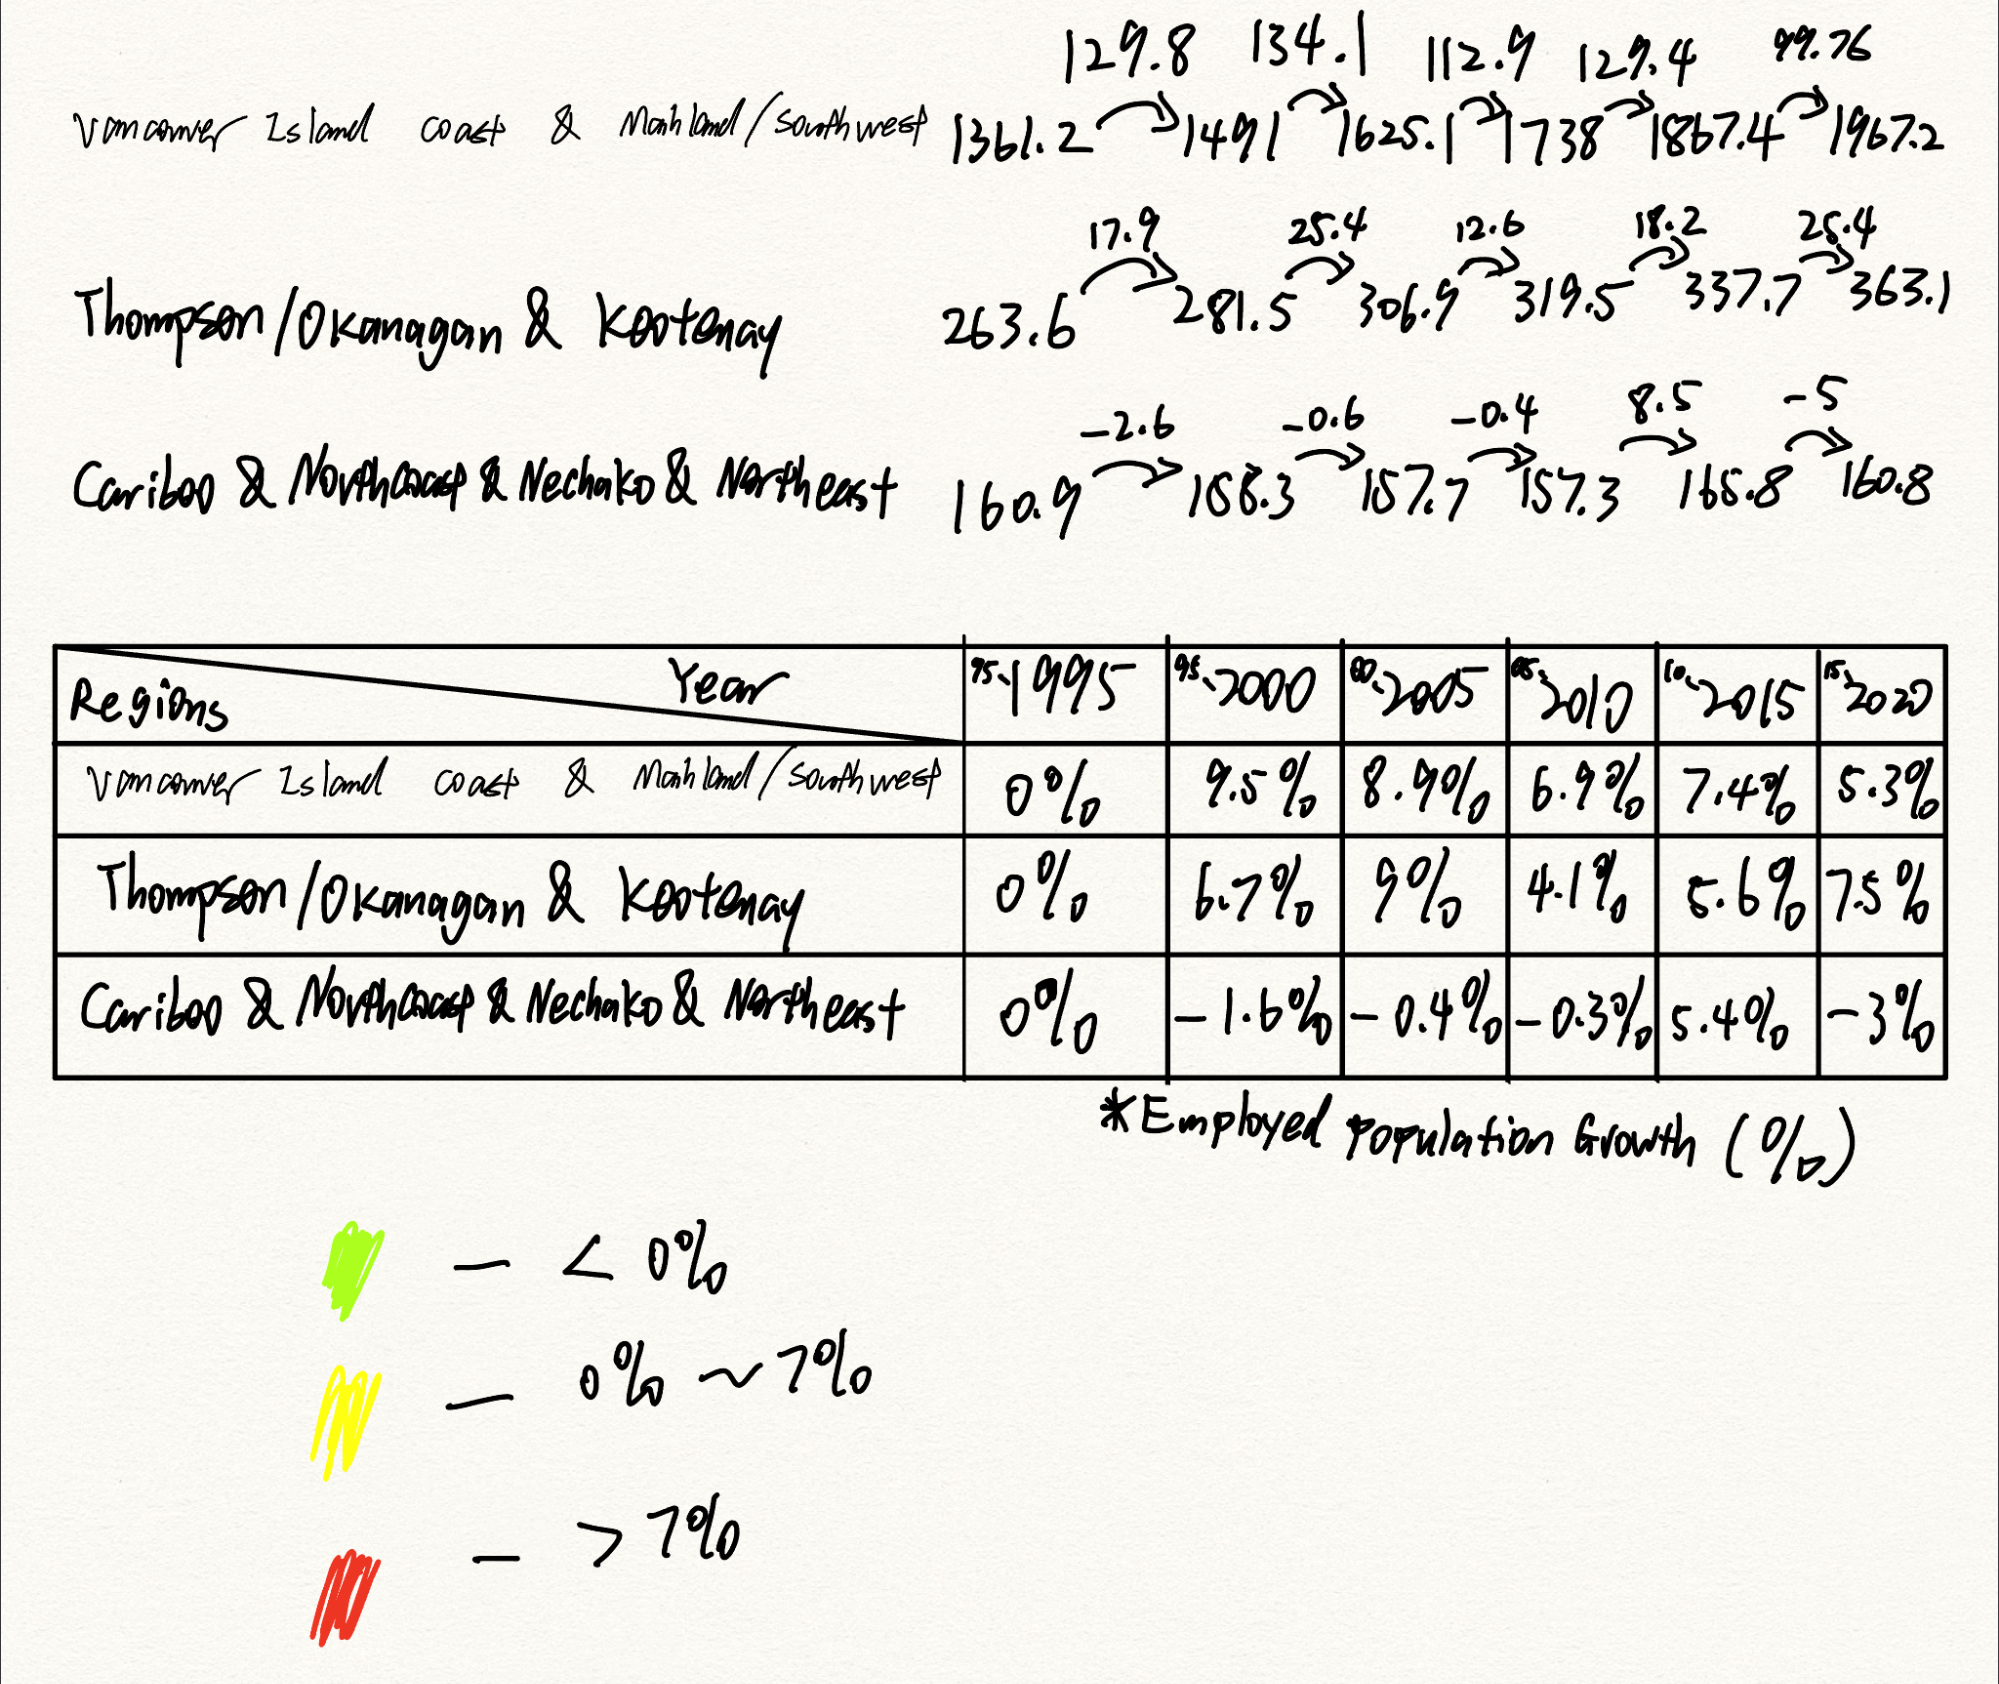 129.8 134.1 112.9 129.4 99.76
Vancouver Island coast & Mainland/Southwest 1361.2 1491 1625.1 1738 1867.4 1967.2
17.9 25.4 12.6 18.2 25.4
Thompson/Okanagan & Kootenay 263.6 281.5 306.9 319.5 337.7 363.1
-2.6 -0.6 -0.4 8.5 -5
Cariboo & Northcoast & Nechako & Northeast 160.9 158.3 157.7 157.3 165.8 160.8
Regions Year 95~1995 95~2000 00~2005 05~2010 10~2015 15~2020
Vancouver Island coast & Mainland/Southwest 0% 9.5% 8.9% 6.9% 7.4% 5.3%
Thompson/Okanagan & Kootenay 0% 6.7% 9% 4.1% 5.6% 7.5%
Cariboo & Northcoast & Nechako & Northeast 0% -1.6% -0.4% -0.3% 5.4% -3%
*Employed Population Growth (%)
- < 0%
- 0% ~ 7%
- > 7%